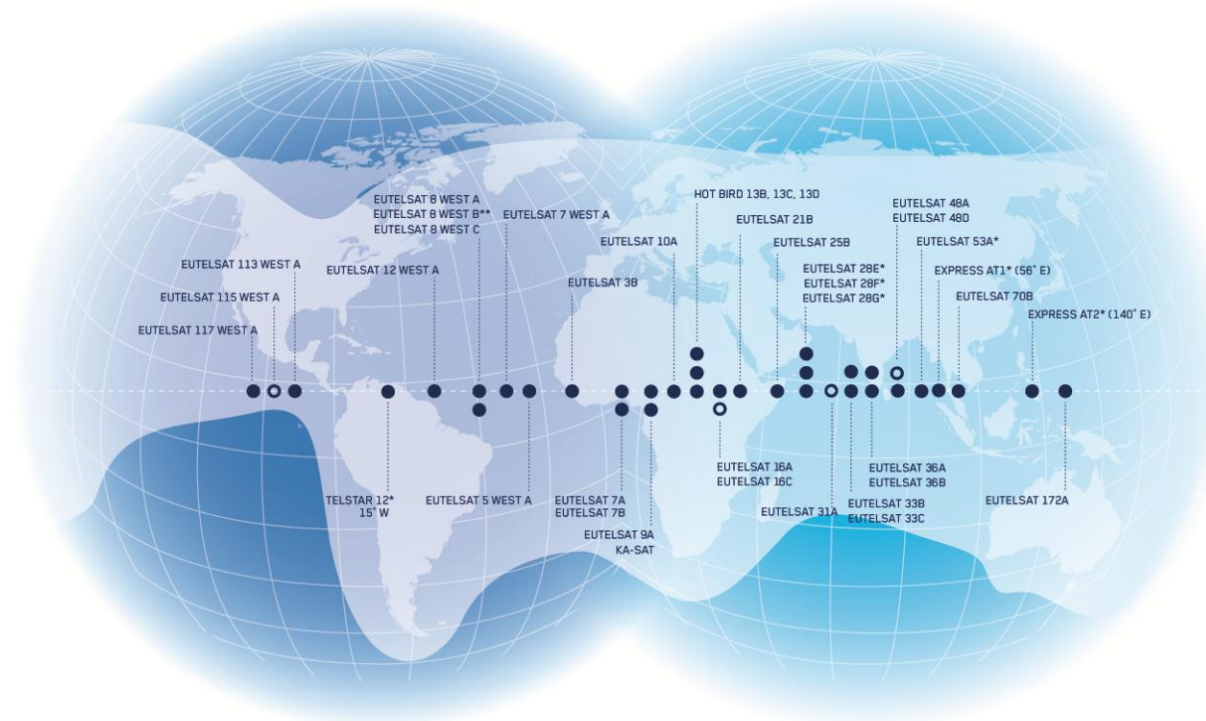 HOT BIRD 13B, 13C, 13D
EUTELSAT 8 WEST A
EUTELSAT 8 WEST B**
EUTELSAT 8 WEST C
EUTELSAT 7 WEST A
EUTELSAT 21B
EUTELSAT 48A
EUTELSAT 48D
EUTELSAT 10A
EUTELSAT 25B
EUTELSAT 53A*
EUTELSAT 113 WEST A
EUTELSAT 12 WEST A
EUTELSAT 3B
EUTELSAT 28E*
EUTELSAT 28F*
EUTELSAT 28G*
EXPRESS AT1* (56° E)
EUTELSAT 115 WEST A
EUTELSAT 70B
EUTELSAT 117 WEST A
EXPRESS AT2* (140° E)
TELSTAR 12*
15° W
EUTELSAT 5 WEST A
EUTELSAT 7A
EUTELSAT 7B
EUTELSAT 9A
KA-SAT
EUTELSAT 16A
EUTELSAT 16C
EUTELSAT 31A
EUTELSAT 33B
EUTELSAT 33C
EUTELSAT 36A
EUTELSAT 36B
EUTELSAT 172A